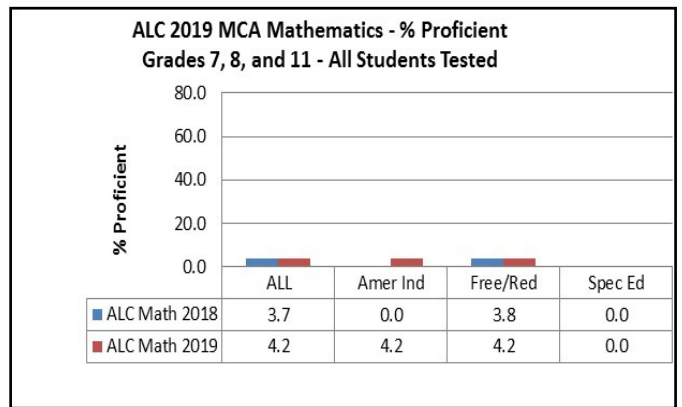 ALC 2019 MCA Mathematics - % Proficient
Grades 7, 8, and 11 - All Students Tested
% Proficient
80.0
60.0
40.0
20.0
0.0
ALL Amer Ind Free/Red Spec Ed
ALC Math 2018 3.7 0.0 3.8 0.0
ALC Math 2019 4.2 4.2 4.2 0.0